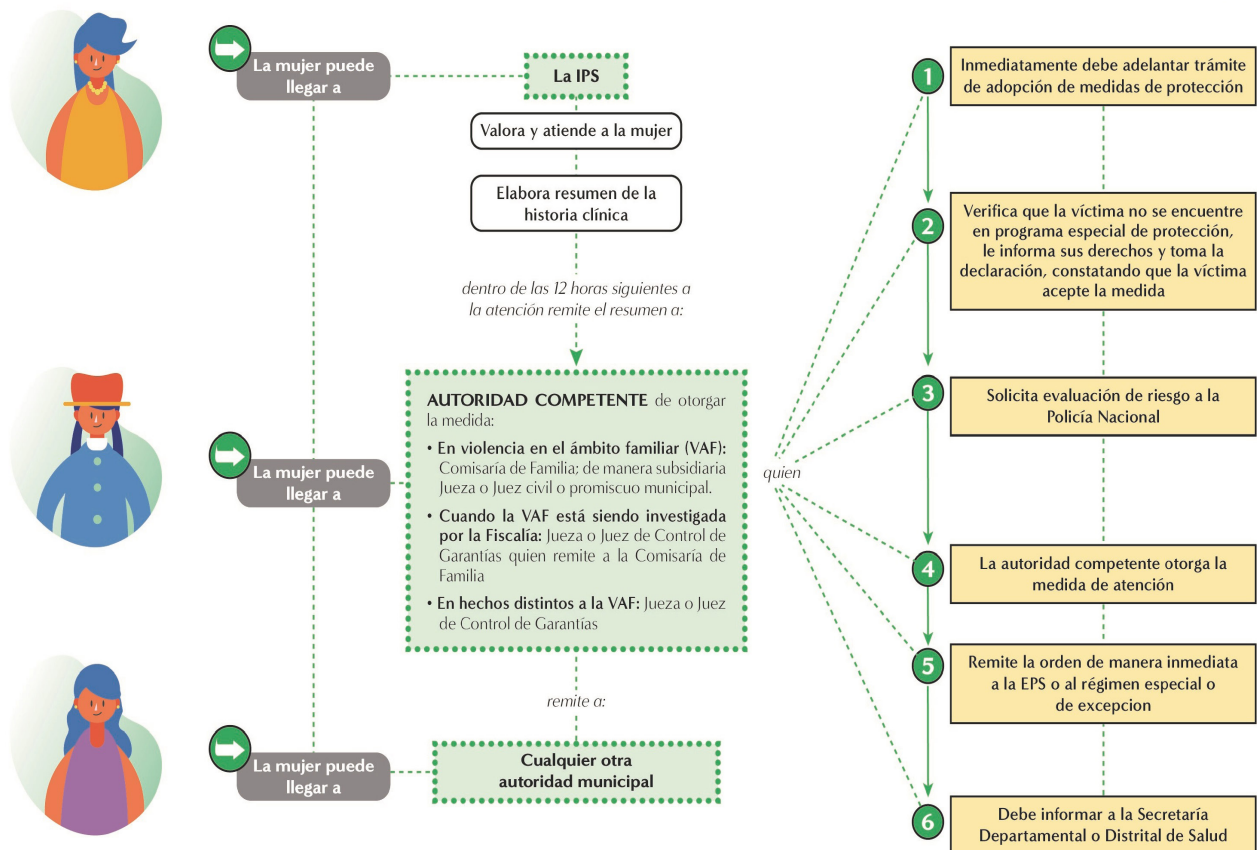 La mujer puede
llegar a
La IPS
Valora y atiende a la mujer
Elabora resumen de la
historia clínica
dentro de las 12 horas siguientes a
la atención remite el resumen a:
La mujer puede
llegar a
AUTORIDAD COMPETENTE de otorgar
la medida:
• En violencia en el ámbito familiar (VAF):
Comisaría de Familia; de manera subsidiaria
Jueza o Juez civil o promiscuo municipal.
• Cuando la VAF está siendo investigada
por la Fiscalía: Jueza o Juez de Control de
Garantías quien remite a la Comisaría de
Familia
• En hechos distintos a la VAF: Jueza o Juez
de Control de Garantías
remite a:
La mujer puede
llegar a
Cualquier otra
autoridad municipal
quien
1
Inmediatamente debe adelantar trámite
de adopción de medidas de protección
2
Verifica que la víctima no se encuentre
en programa especial de protección,
le informa sus derechos y toma la
declaración, constatando que la víctima
acepte la medida
3
Solicita evaluación de riesgo a la
Policía Nacional
4
La autoridad competente otorga la
medida de atención
5
Remite la orden de manera inmediata
a la EPS o al régimen especial o
de excepcion
6
Debe informar a la Secretaría
Departamental o Distrital de Salud